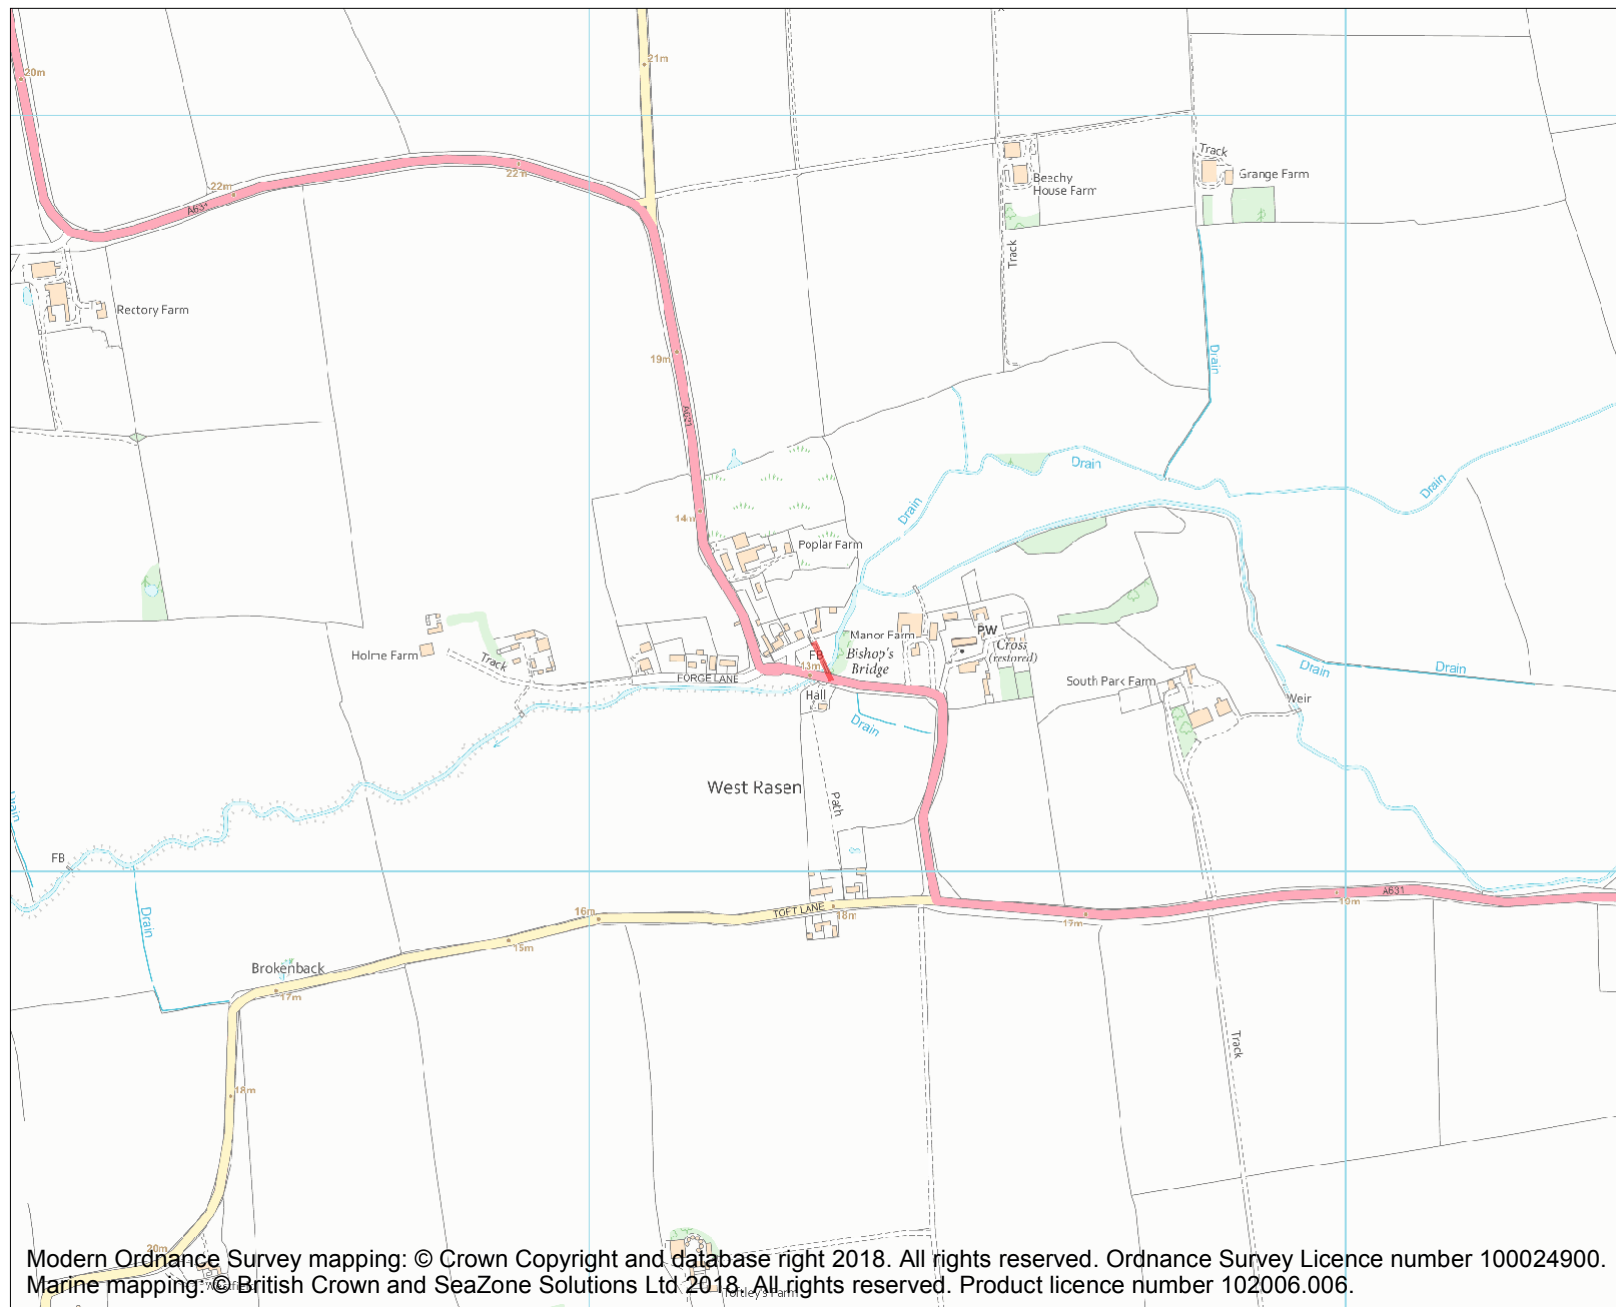 20m
21m
22m
22m
A631
Track
Grange Farm
Beechy
House Farm
Track
Rectory Farm
19m
Drain
A631
Drain
Drain
Drain
14m
Poplar Farm
Manor Farm
PW
Cross
(restored)
FB
Bishop's
Bridge
13m
Holme Farm
Track
FORGE LANE
Hall
Drain
South Park Farm
Drain
Drain
Weir
West Rasen
Path
Drain
FB
A631
19m
16m
TOFT LANE
18m
17m
Drain
15m
Brokenback
17m
Track
18m
20m
Modern Ordnance Survey mapping: © Crown Copyright and database right 2018. All rights reserved. Ordnance Survey Licence number 100024900.
Marine mapping: © British Crown and SeaZone Solutions Ltd 2018. All rights reserved. Product licence number 102006.006.